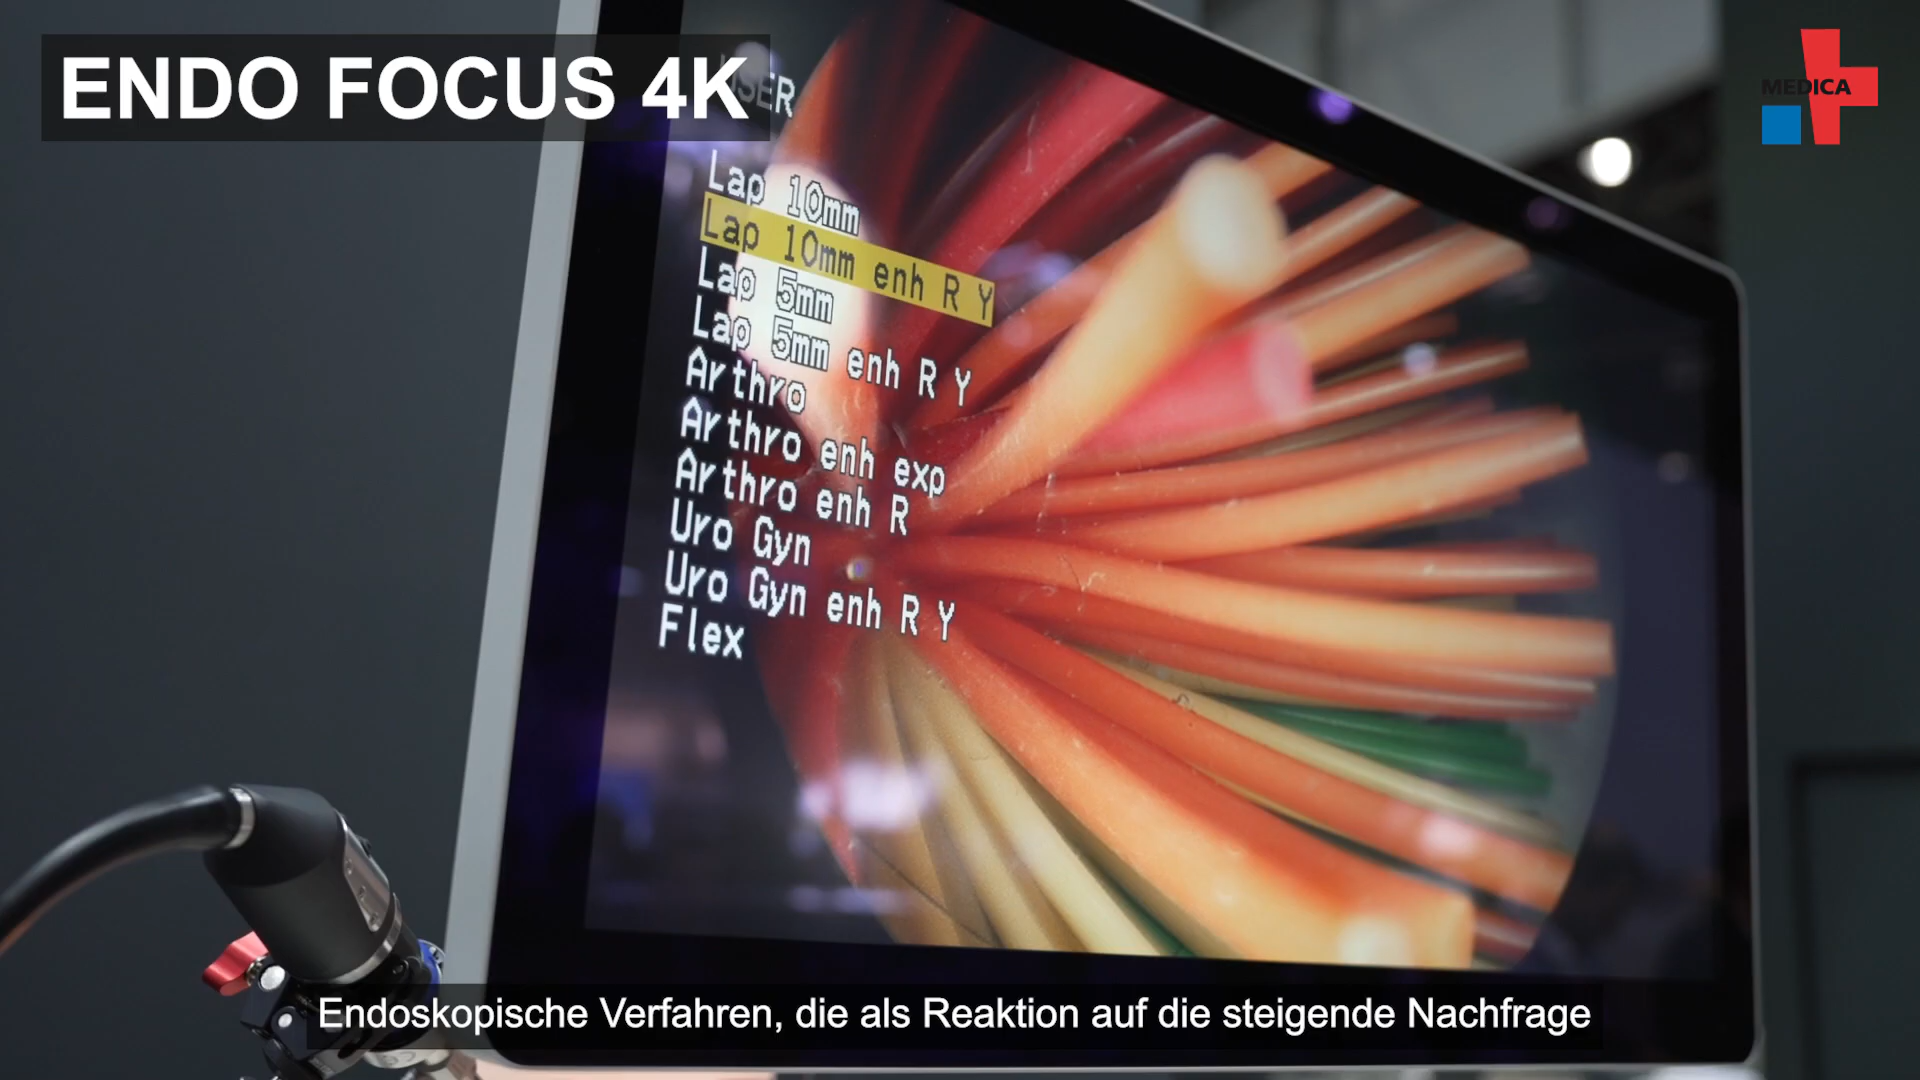 ENDO FOCUS 4K
MEDICA
USER
Lap 10mm
Lap 10mm enh R Y
Lap 5mm
Lap 5mm enh R Y
Arthro
Arthro enh exp
Arthro enh R
Uro Gyn
Uro Gyn enh R Y
Flex
Endoskopische Verfahren, die als Reaktion auf die steigende Nachfrage